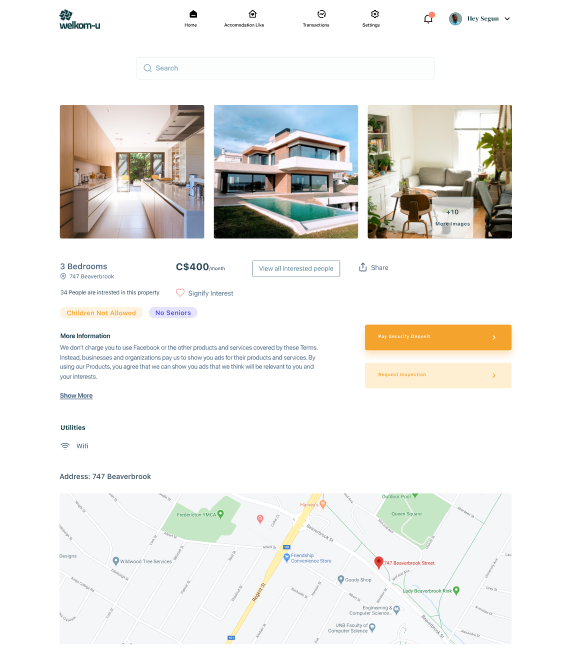 welkom-u
Home
Accomodation Like
Transactions
Settings
Hey Segun
Search
+10
More Images
3 Bedrooms
747 Beaverbrook
C$400/month
View all interested people
Share
34 People are intrested in this property
Signify Interest
Children Not Allowed
No Seniors
More Information
We don't charge you to use Facebook or the other products and services covered by these Terms.
Instead, businesses and organizations pay us to show you ads for their products and services. By
using our Products, you agree that we can show you ads that we think will be relevant to you and
your interests.
Show More
Pay Security Deposit
Request Inspection
Utilities
Wifi
Address: 747 Beaverbrook
Fredericton YMCA
Outdoor Pool
Queen Square
Beaverbrook St
Designs
Wildwood Tree Services
Friendship
Convenience Store
747 Beaverbrook Street
Goody Shop
Lady Beaverbrook Rink
Regent St
Engineering &
Computer Science...
UNB Faculty of
Computer Science
Beaverbrook St